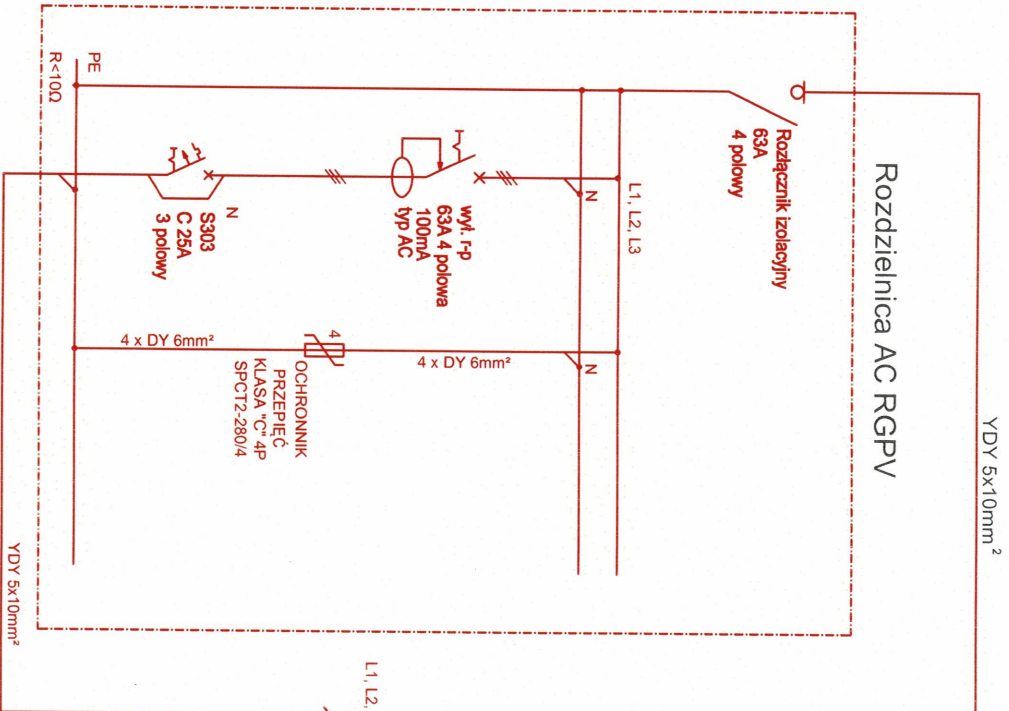 YDY 5x10mm²
Rozdzielnica AC RGPV
Rozłącznik izolacyjny
63A
4 polowy
L1, L2, L3
N
N
wył. r-p
63A 4 polowa
100mA
typ AC
4 x DY 6mm²
4
OCHRONNIK
PRZEPIĘĆ
KLASA "C" 4P
SPCT2-280/4
4 x DY 6mm²
N
S303
C 25A
3 polowy
PE
R<10Ω
YDY 5x10mm²
L1, L2,